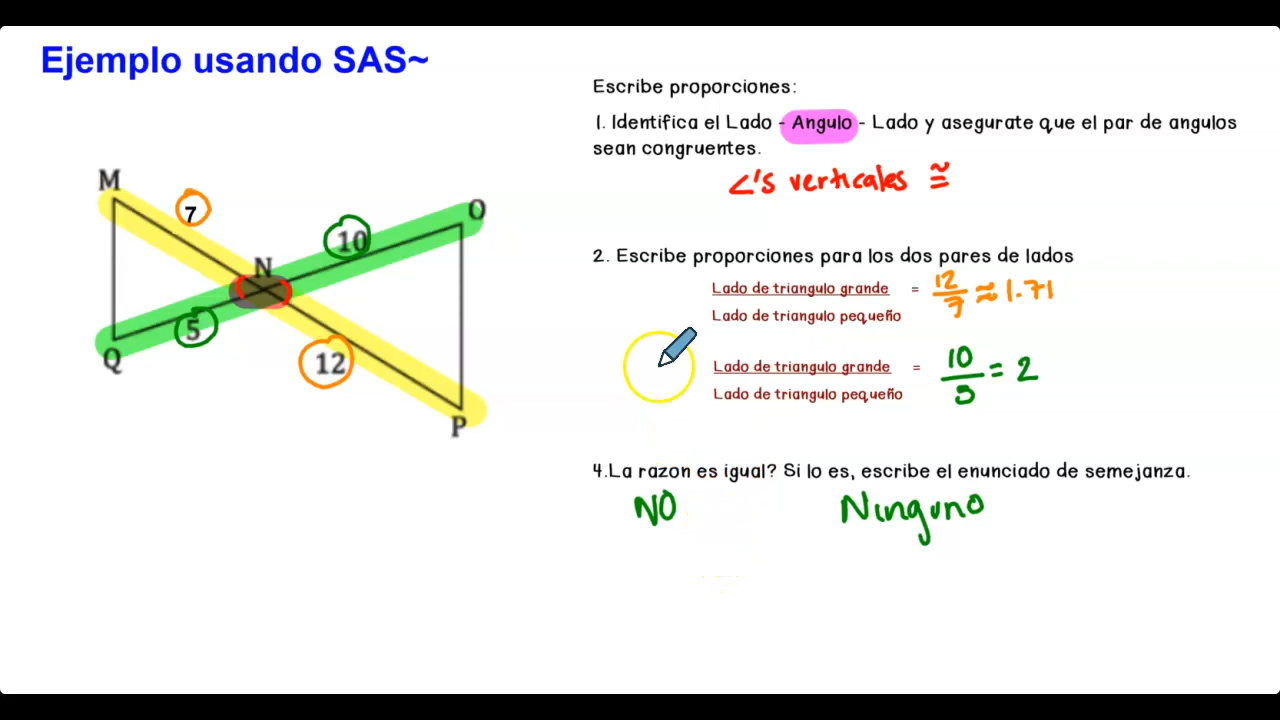 Ejemplo usando SAS~
Escribe proporciones:
1. Identifica el Lado - Angulo - Lado y asegurate que el par de angulos
sean congruentes.
∠'s verticales ≅
M
7
10
O
N
Q
5
12
P
2. Escribe proporciones para los dos pares de lados
Lado de triangulo grande = 12/7 ≈ 1.71
Lado de triangulo pequeño
Lado de triangulo grande = 10/5 = 2
Lado de triangulo pequeño
4.La razon es igual? Si lo es, escribe el enunciado de semejanza.
NO Ninguno